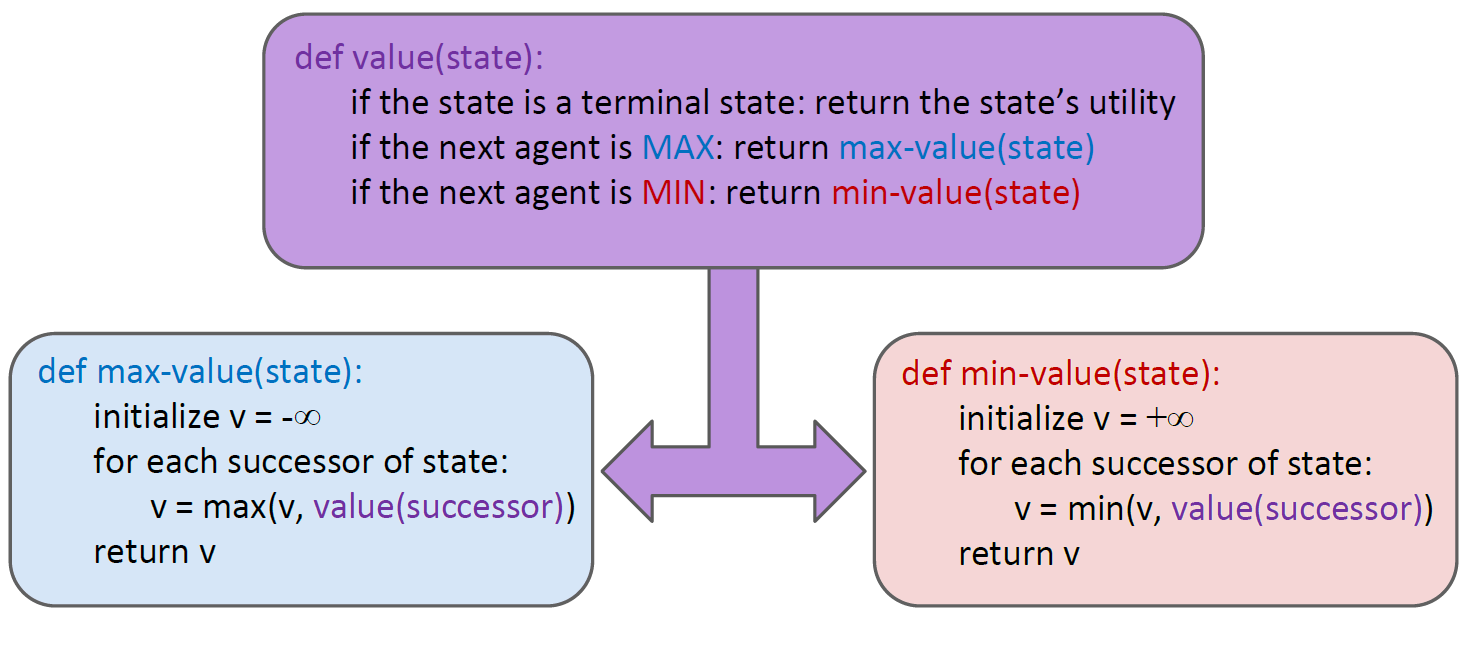 def value(state):
if the state is a terminal state: return the state’s utility
if the next agent is MAX: return max-value(state)
if the next agent is MIN: return min-value(state)
def max-value(state):
initialize v = -∞
for each successor of state:
v = max(v, value(successor))
return v
def min-value(state):
initialize v = +∞
for each successor of state:
v = min(v, value(successor))
return v